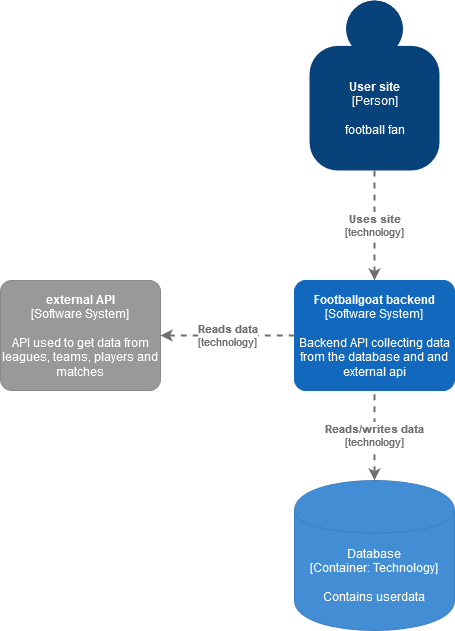 User site
[Person]
football fan
Uses site
[technology]
external API
[Software System]
API used to get data from
leagues, teams, players and
matches
Reads data
[technology]
Footballgoat backend
[Software System]
Backend API collecting data
from the database and and
external api
Reads/writes data
[technology]
Database
[Container: Technology]
Contains userdata